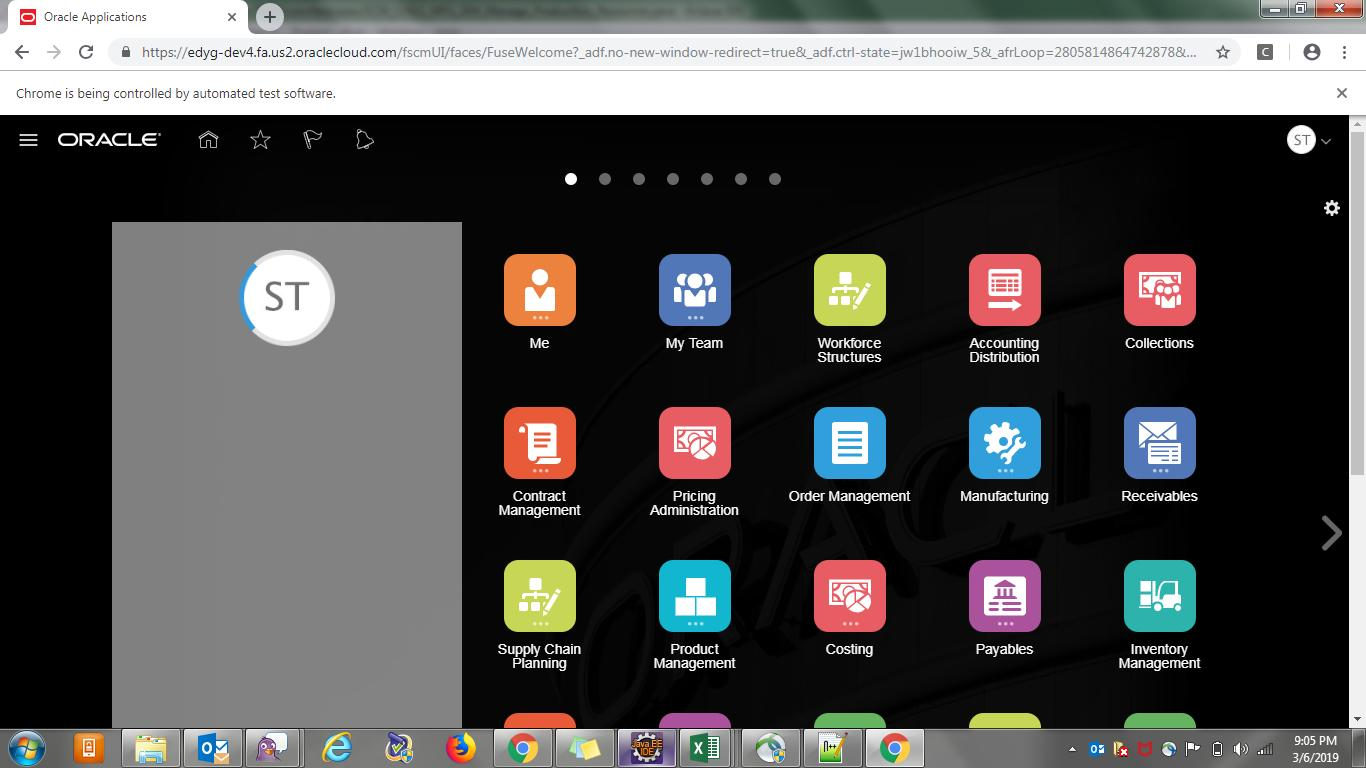 Oracle Applications
https://edyg-dev4.fa.us2.oraclecloud.com/fscmUI/faces/FuseWelcome?_adf.no-new-window-redirect=true&_adf.ctrl-state=jw1bhooiw_5&_afrLoop=2805814864742878&...
C
Chrome is being controlled by automated test software.
ORACLE
ST
ST
Me
My Team
Workforce
Structures
Accounting
Distribution
Collections
Contract
Management
Pricing
Administration
Order Management
Manufacturing
Receivables
Supply Chain
Planning
Product
Management
Costing
Payables
Inventory
Management
Java EE
IDE
9:05 PM
3/6/2019